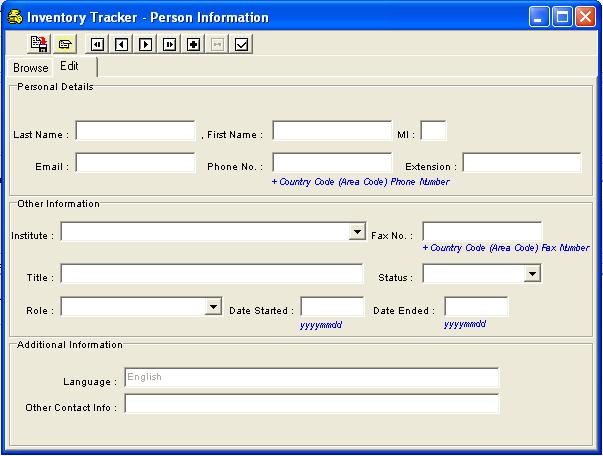 Inventory Tracker - Person Information
Browse Edit
Personal Details
Last Name : , First Name : MI :
Email : Phone No. : Extension :
+ Country Code (Area Code) Phone Number
Other Information
Institute : Fax No. :
+ Country Code (Area Code) Fax Number
Title : Status :
Role : Date Started : Date Ended :
yyyymmdd yyyymmdd
Additional Information
Language : English
Other Contact Info :